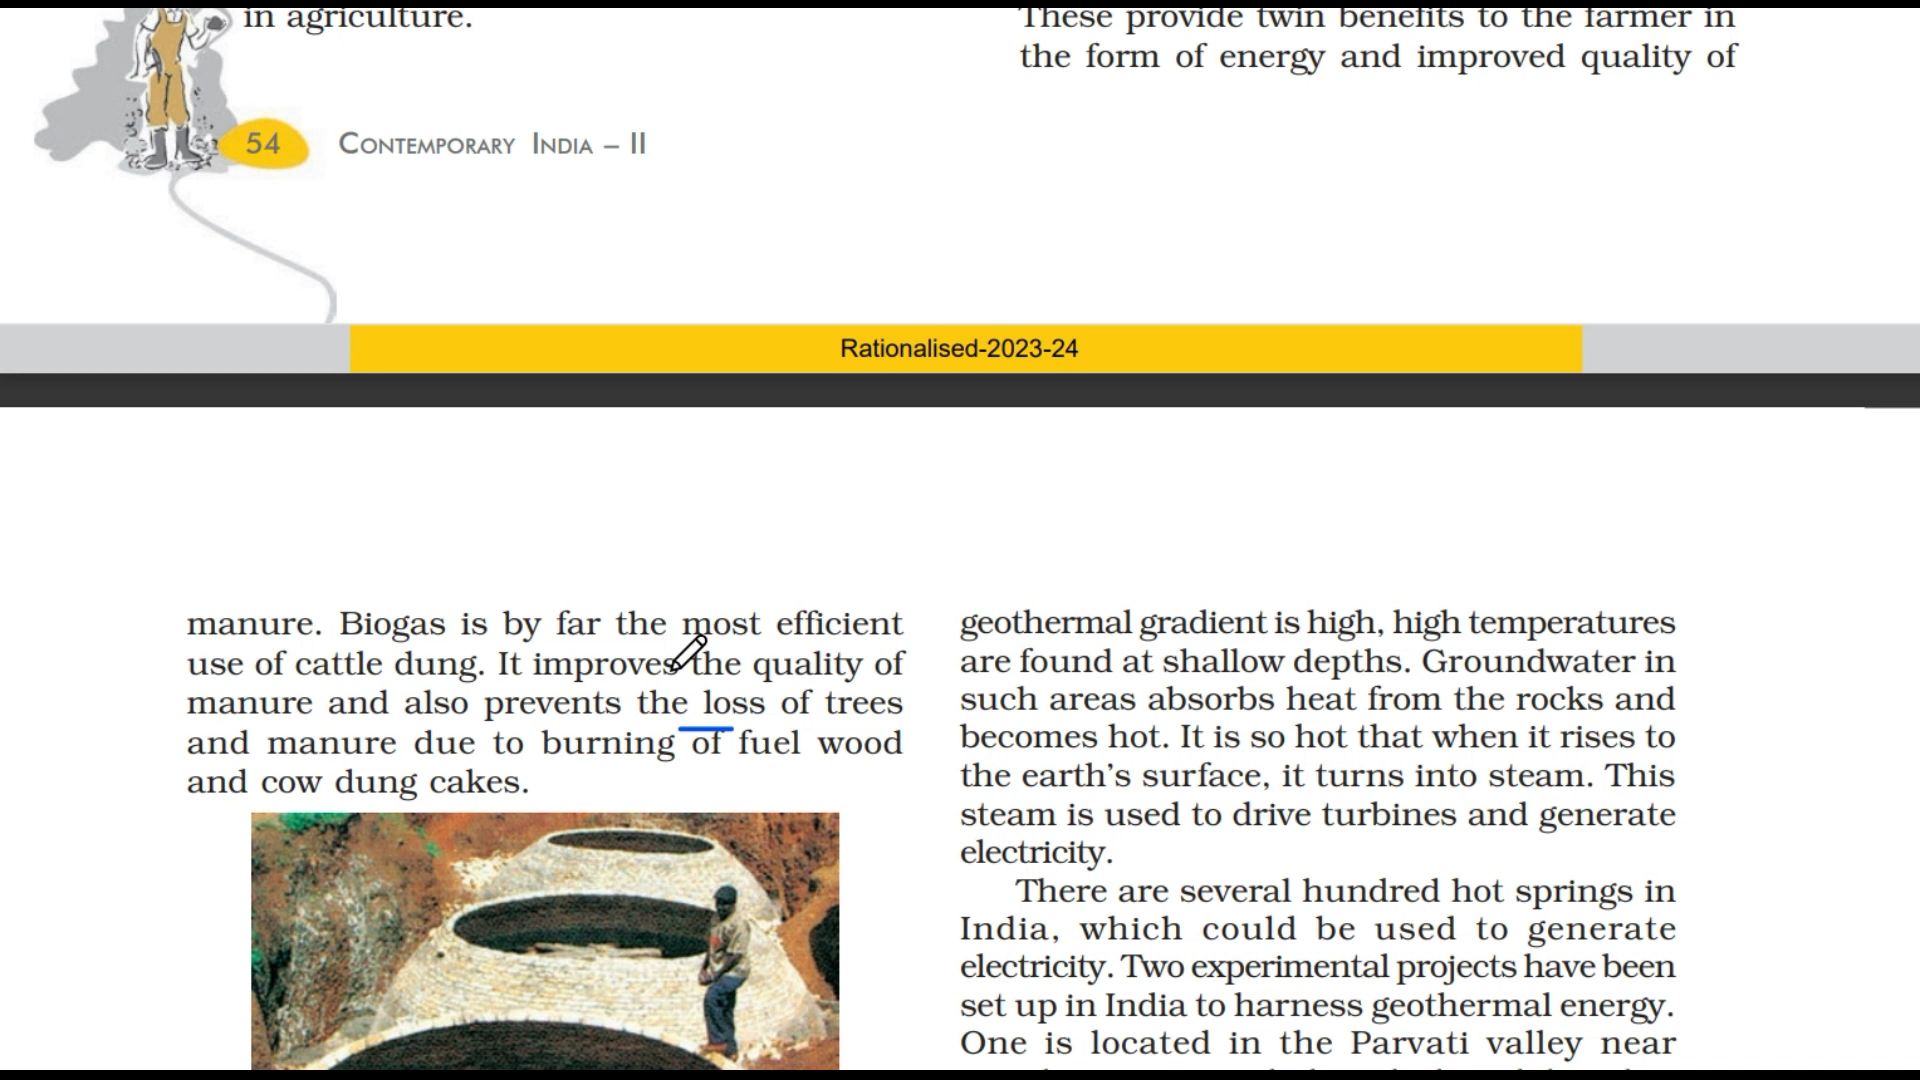 in agriculture.
These provide twin benefits to the farmer in
the form of energy and improved quality of
54 CONTEMPORARY INDIA – II
Rationalised-2023-24
manure. Biogas is by far the most efficient
use of cattle dung. It improves the quality of
manure and also prevents the loss of trees
and manure due to burning of fuel wood
and cow dung cakes.
geothermal gradient is high, high temperatures
are found at shallow depths. Groundwater in
such areas absorbs heat from the rocks and
becomes hot. It is so hot that when it rises to
the earth’s surface, it turns into steam. This
steam is used to drive turbines and generate
electricity.
There are several hundred hot springs in
India, which could be used to generate
electricity. Two experimental projects have been
set up in India to harness geothermal energy.
One is located in the Parvati valley near